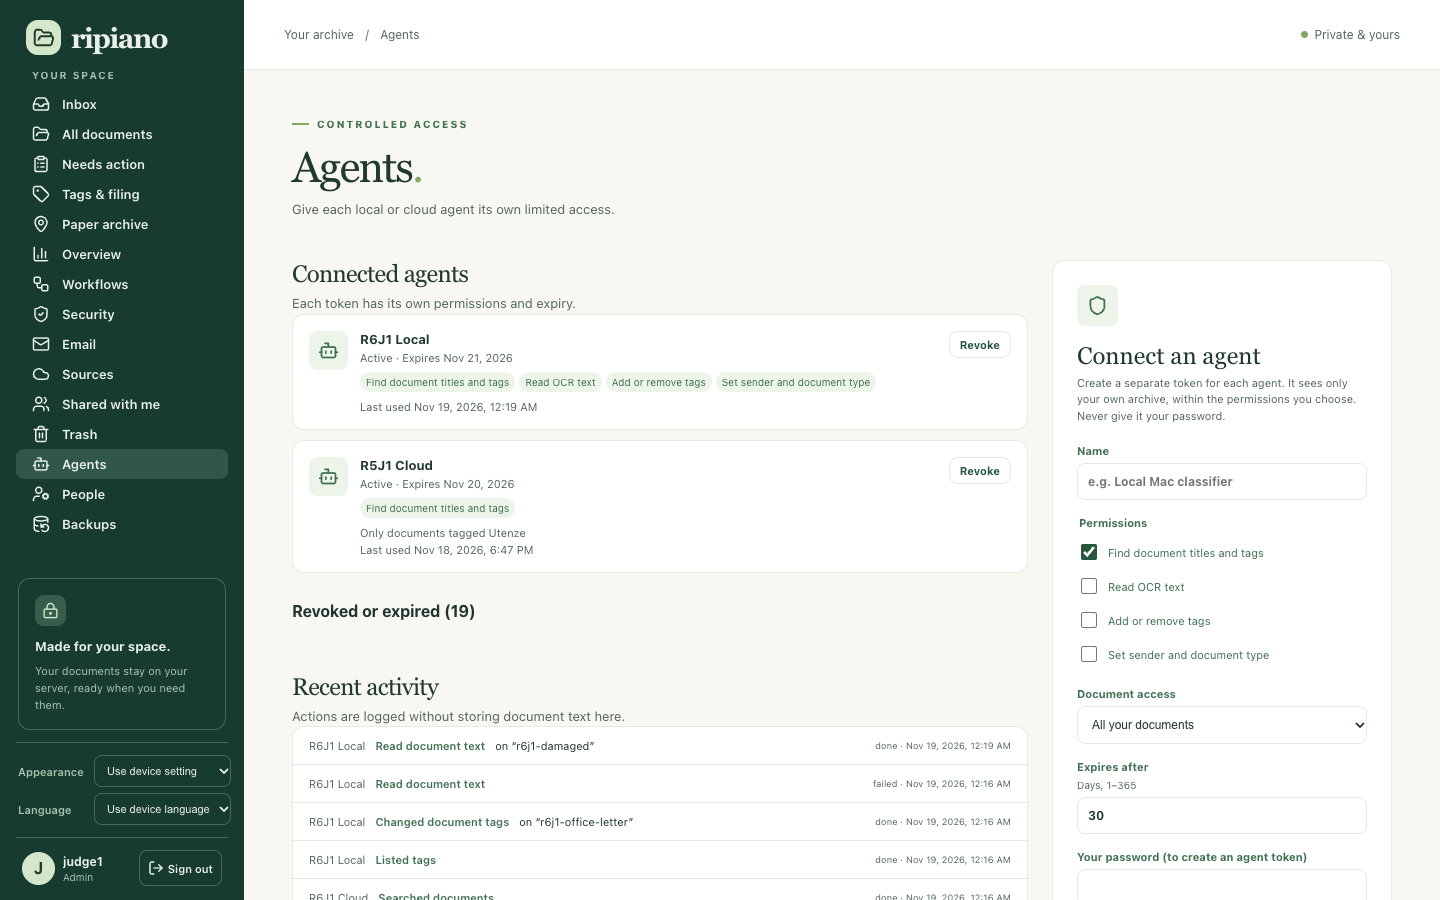 ripiano
YOUR SPACE
Inbox
All documents
Needs action
Tags & filing
Paper archive
Overview
Workflows
Security
Email
Sources
Shared with me
Trash
Agents
People
Backups
Made for your space.
Your documents stay on your
server, ready when you need
them.
Appearance
Use device setting
Language
Use device language
J
judge1
Admin
Sign out
Your archive / Agents
Private & yours
CONTROLLED ACCESS
Agents.
Give each local or cloud agent its own limited access.
Connected agents
Each token has its own permissions and expiry.
R6J1 Local
Active · Expires Nov 21, 2026
Find document titles and tags
Read OCR text
Add or remove tags
Set sender and document type
Last used Nov 19, 2026, 12:19 AM
Revoke
R5J1 Cloud
Active · Expires Nov 20, 2026
Find document titles and tags
Only documents tagged Utenze
Last used Nov 18, 2026, 6:47 PM
Revoke
Revoked or expired (19)
Recent activity
Actions are logged without storing document text here.
R6J1 Local Read document text on “r6j1-damaged” done · Nov 19, 2026, 12:19 AM
R6J1 Local Read document text failed · Nov 19, 2026, 12:16 AM
R6J1 Local Changed document tags on “r6j1-office-letter” done · Nov 19, 2026, 12:16 AM
R6J1 Local Listed tags done · Nov 19, 2026, 12:16 AM
R6J1 Cloud Searched documents done · Nov 19, 2026, 12:16 AM
Connect an agent
Create a separate token for each agent. It sees only
your own archive, within the permissions you choose.
Never give it your password.
Name
e.g. Local Mac classifier
Permissions
Find document titles and tags
Read OCR text
Add or remove tags
Set sender and document type
Document access
All your documents
Expires after
Days, 1–365
30
Your password (to create an agent token)